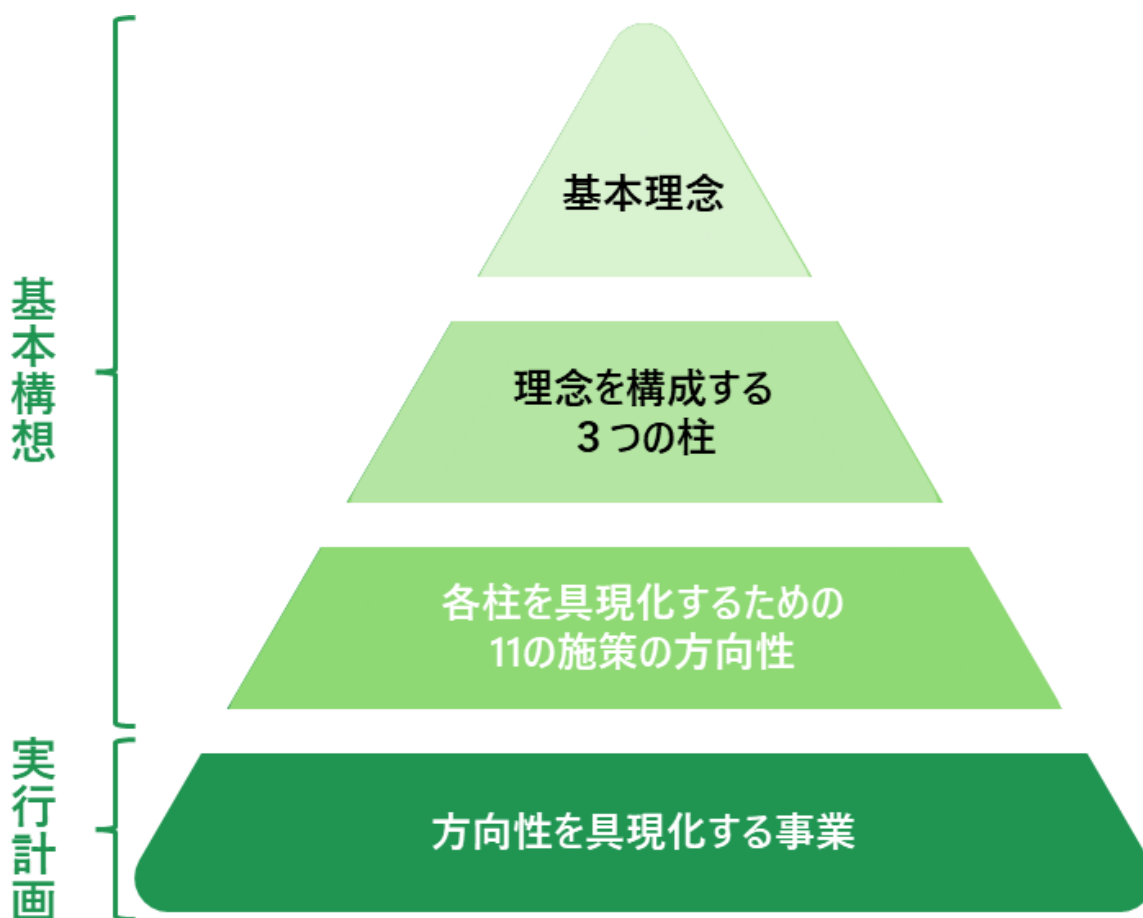 基本構想
基本理念
理念を構成する
3つの柱
各柱を具現化するための
11の施策の方向性
実行計画
方向性を具現化する事業